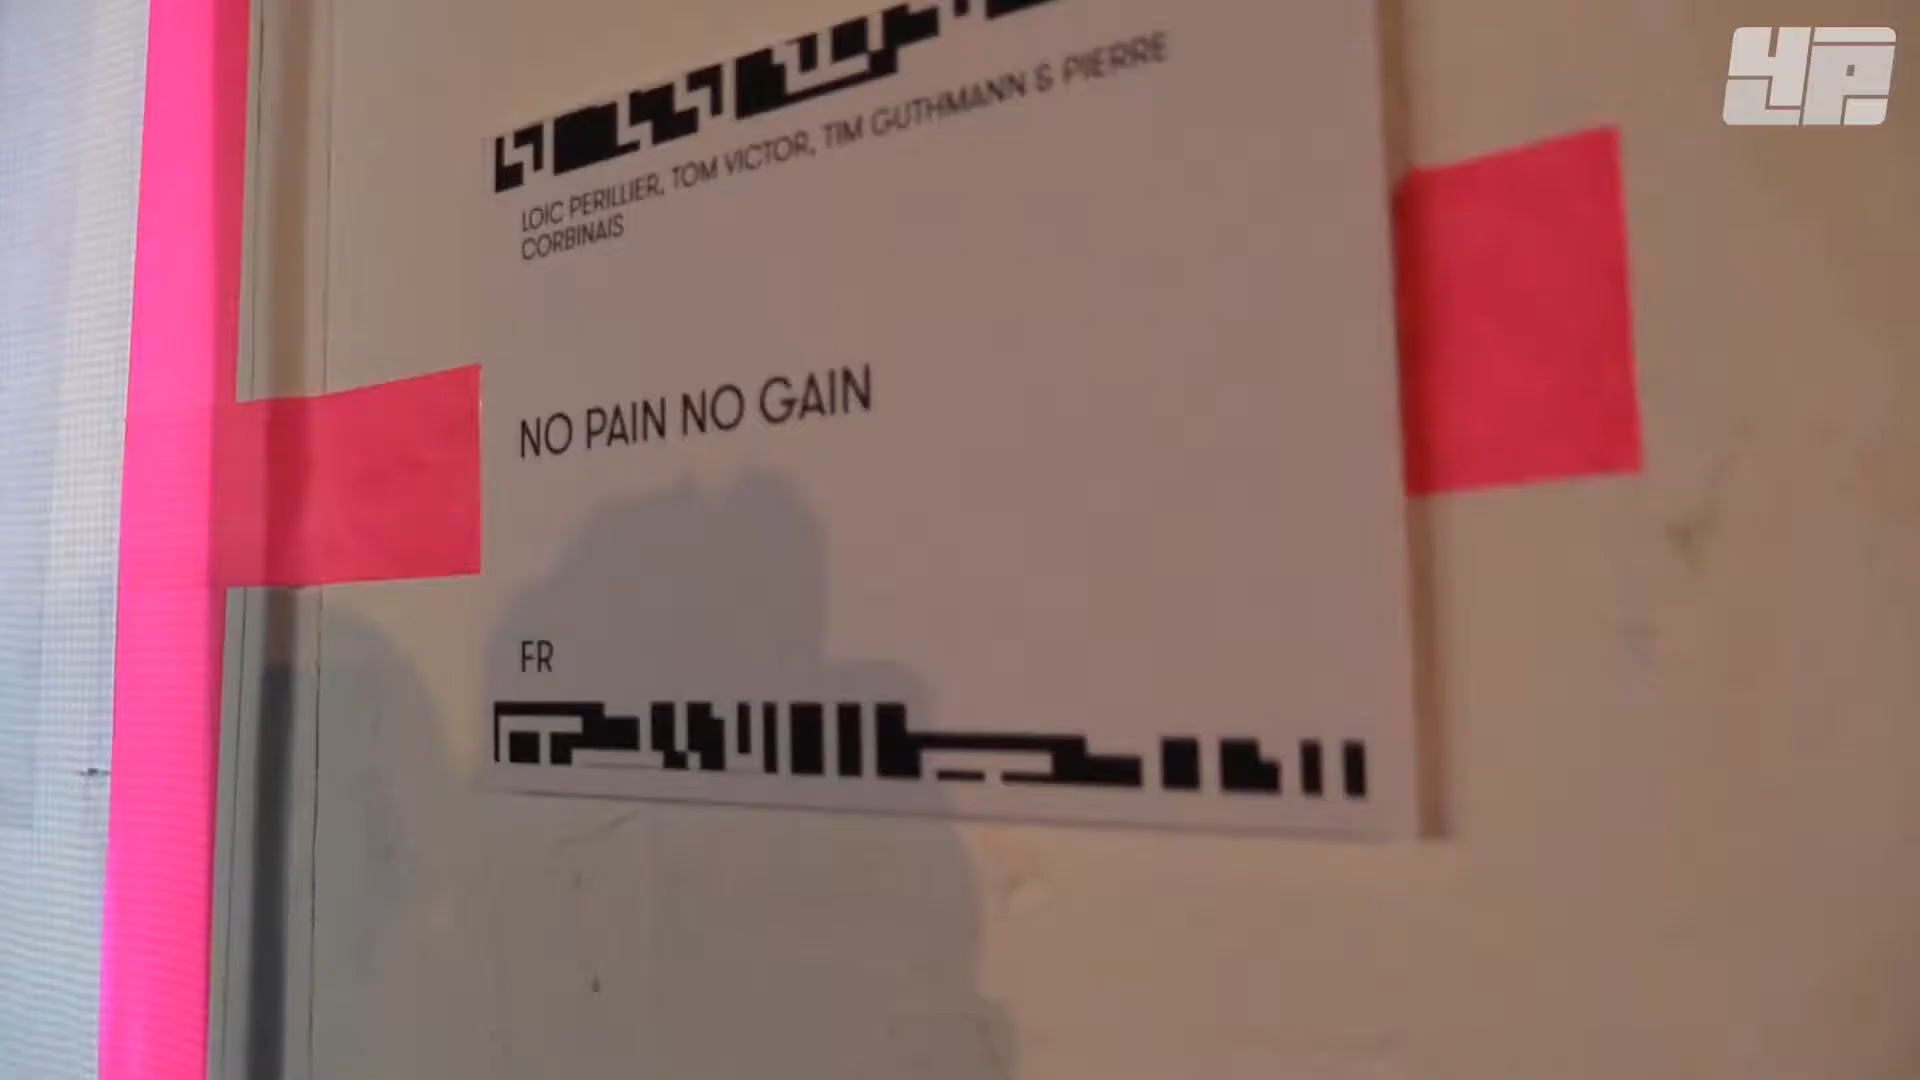 LOIC PERILLIER, TOM VICTOR, TIM GUTHMANN & PIERRE
CORBINAIS
NO PAIN NO GAIN
FR